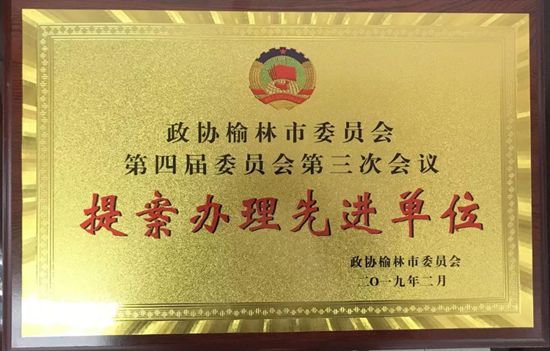 政协榆林市委员会
第四届委员会第三次会议
提案办理先进单位
政协榆林市委员会
二O一九年二月